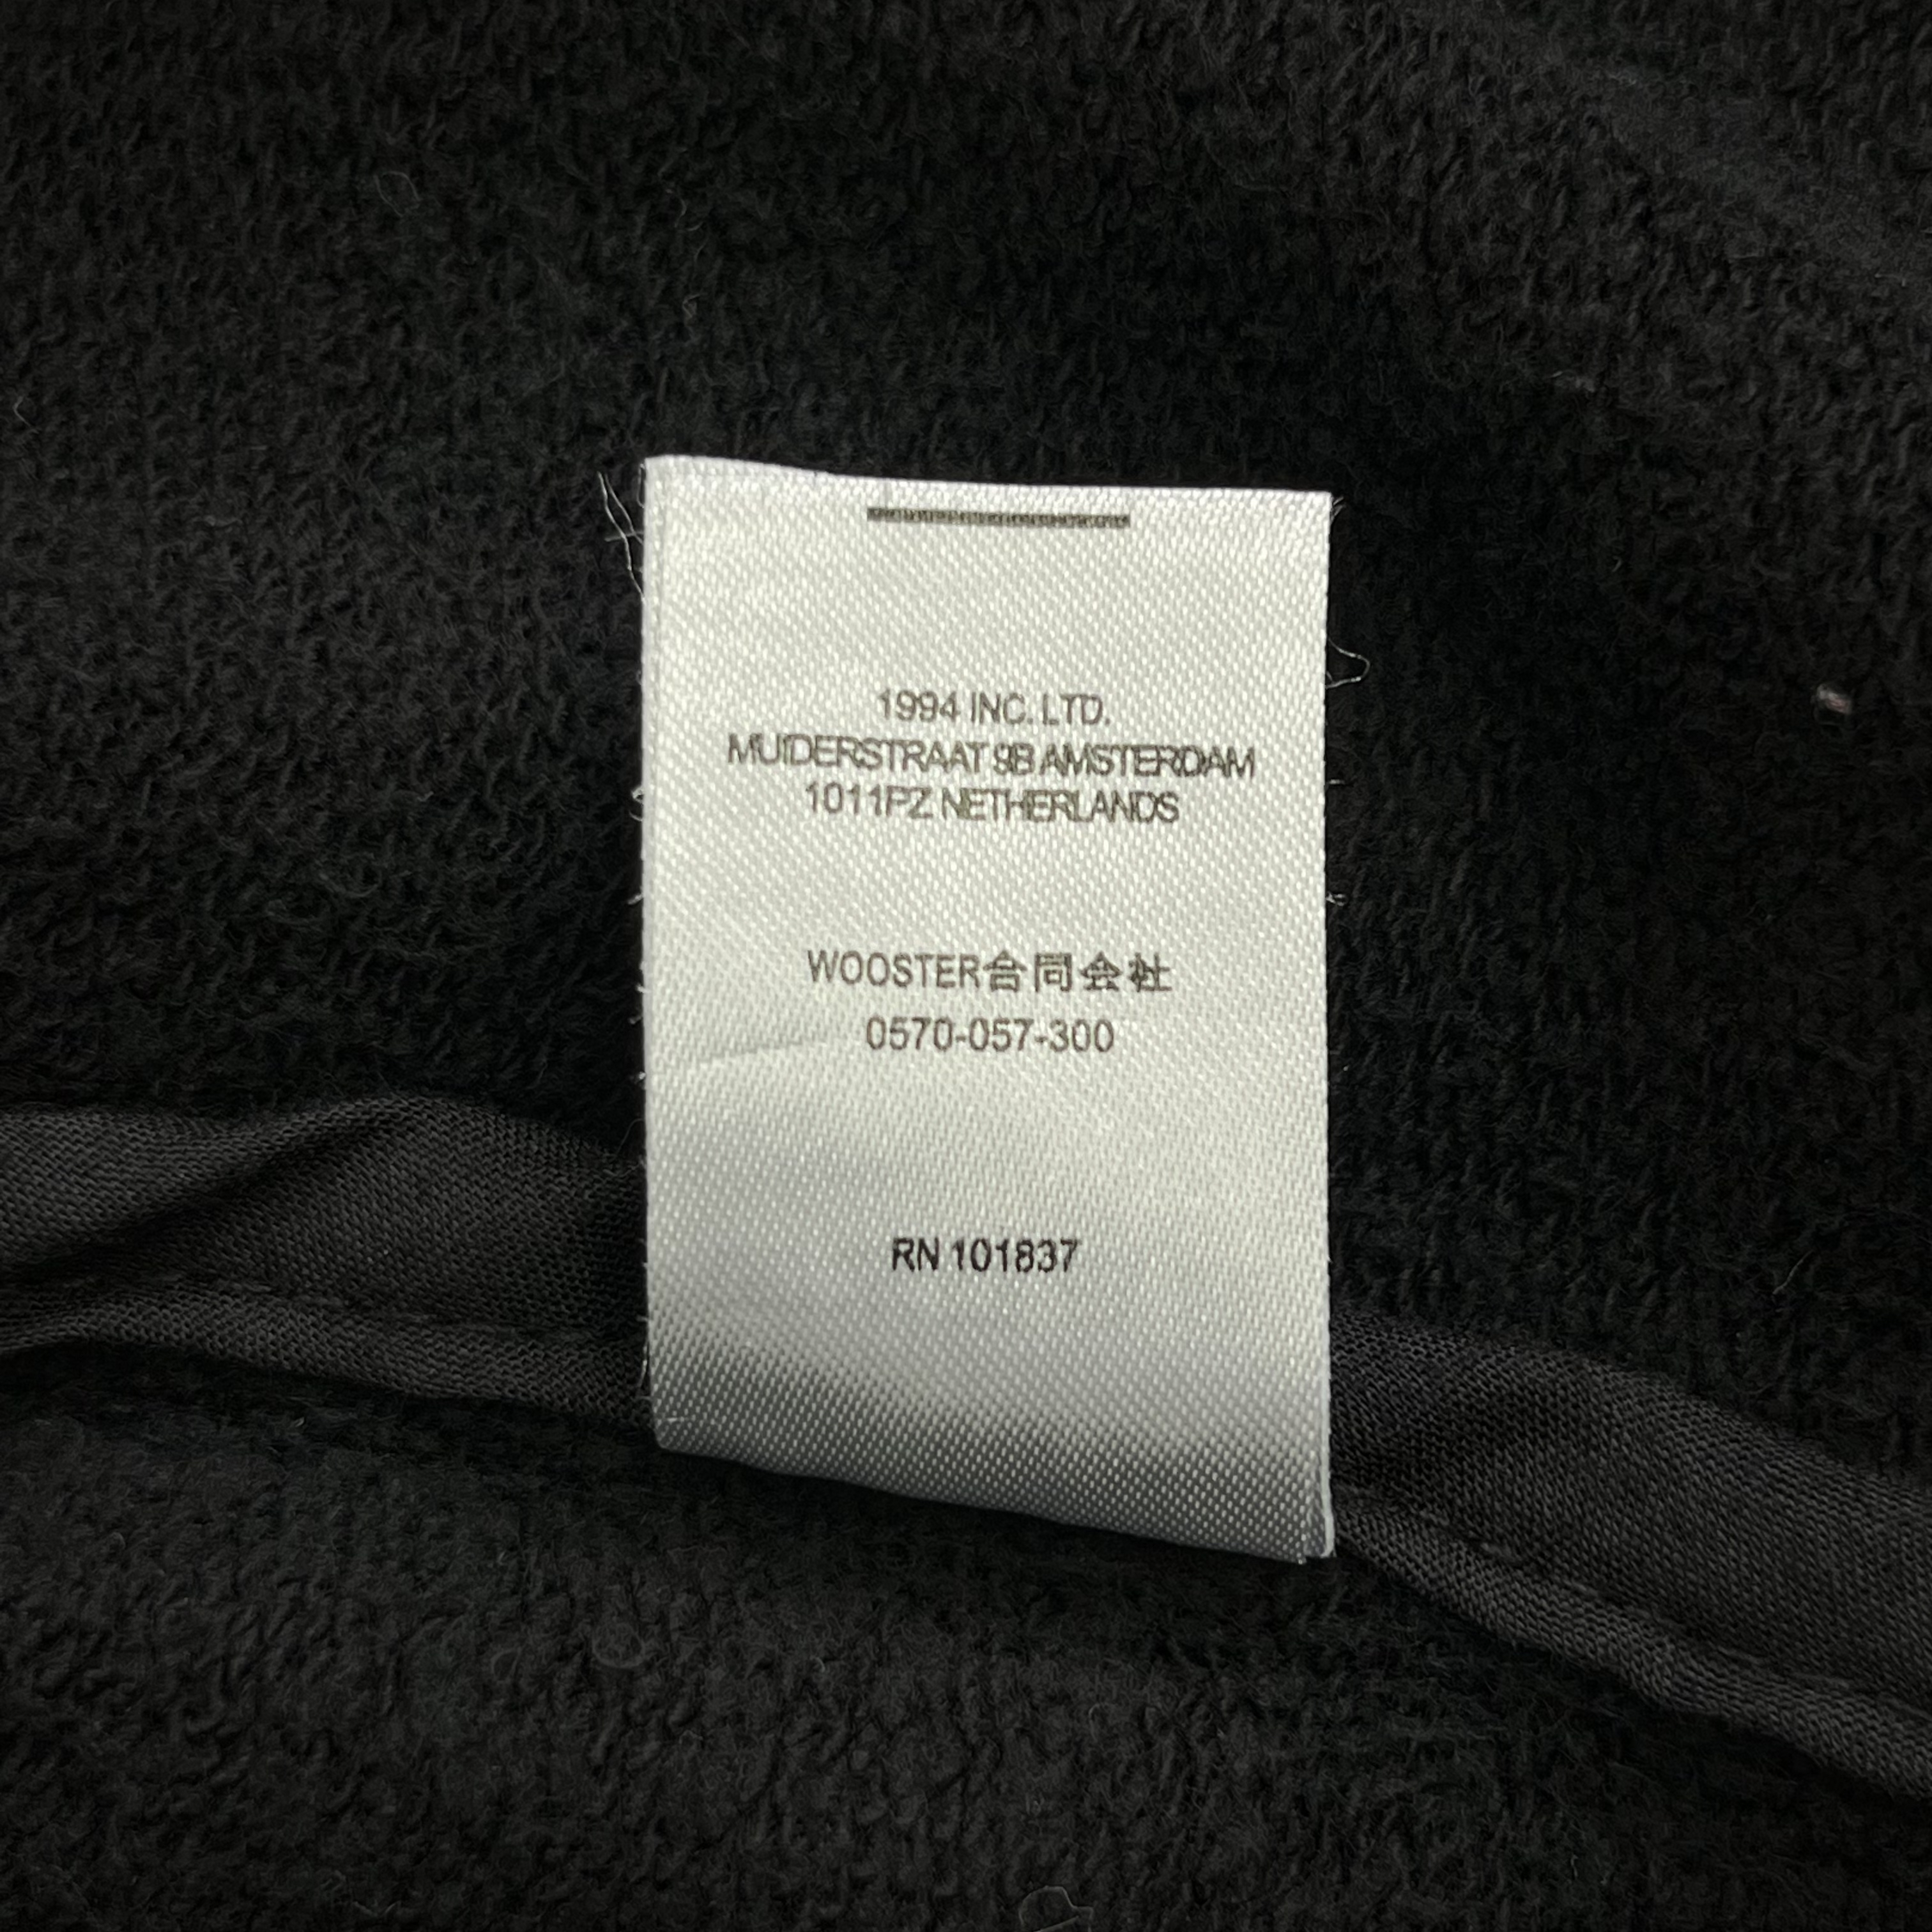 1994 INC. LTD.
MUIDERSTRAAT 9B AMSTERDAM
1011PZ NETHERLANDS
WOOSTER合同会社
0570-057-300
RN 101837